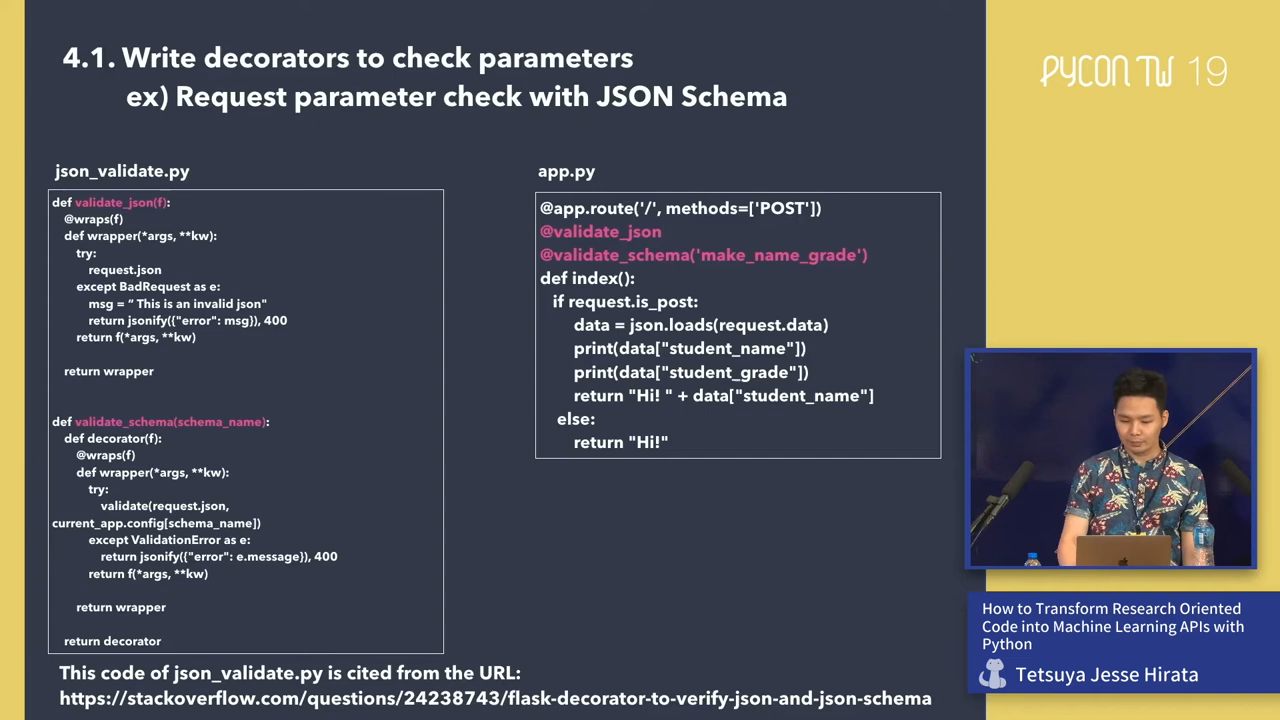 4.1. Write decorators to check parameters
ex) Request parameter check with JSON Schema
PYCON TW 19
json_validate.py
def validate_json(f):
@wraps(f)
def wrapper(*args, **kw):
try:
request.json
except BadRequest as e:
msg = “ This is an invalid json"
return jsonify({"error": msg}), 400
return f(*args, **kw)
return wrapper
def validate_schema(schema_name):
def decorator(f):
@wraps(f)
def wrapper(*args, **kw):
try:
validate(request.json,
current_app.config[schema_name])
except ValidationError as e:
return jsonify({"error": e.message}), 400
return f(*args, **kw)
return wrapper
return decorator
app.py
@app.route('/', methods=['POST'])
@validate_json
@validate_schema('make_name_grade')
def index():
if request.is_post:
data = json.loads(request.data)
print(data["student_name"])
print(data["student_grade"])
return "Hi! " + data["student_name"]
else:
return "Hi!"
This code of json_validate.py is cited from the URL:
https://stackoverflow.com/questions/24238743/flask-decorator-to-verify-json-and-json-schema
How to Transform Research Oriented
Code into Machine Learning APIs with
Python
Tetsuya Jesse Hirata